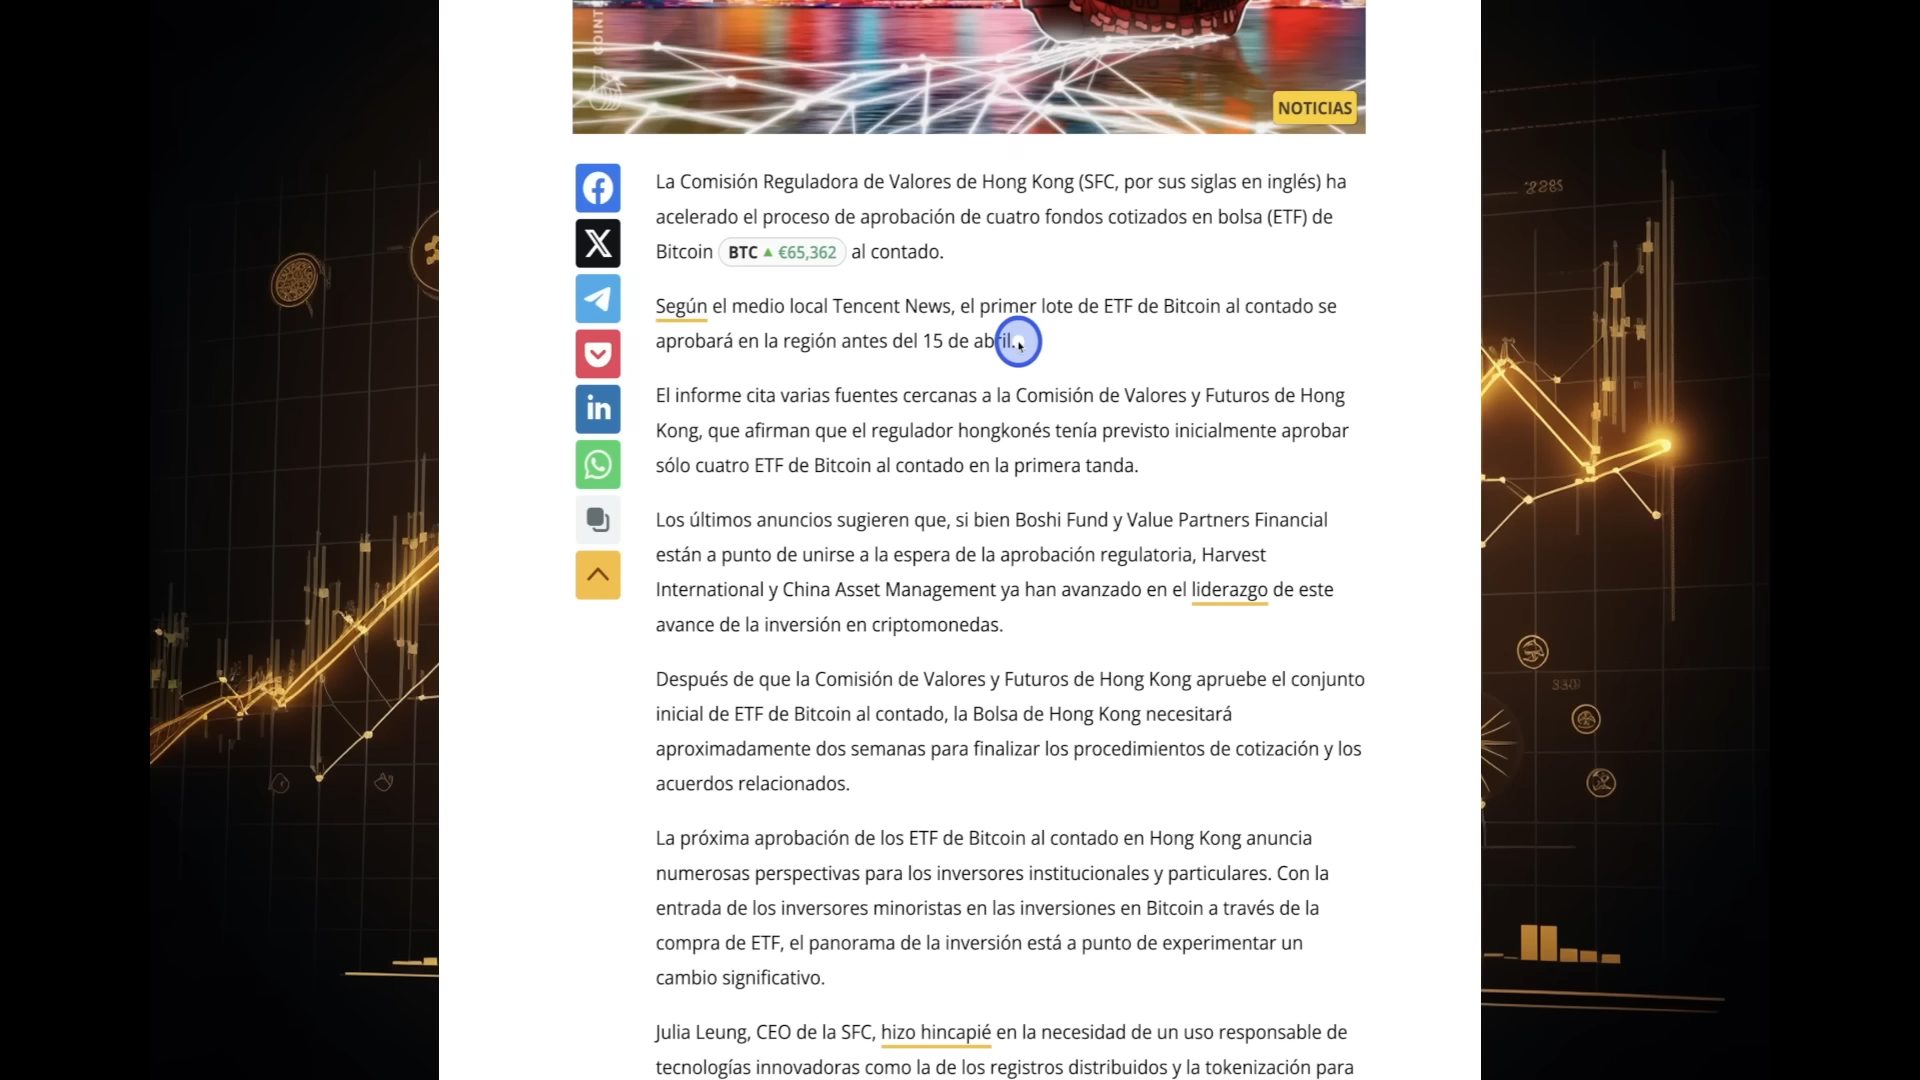 COINT
NOTICIAS
La Comisión Reguladora de Valores de Hong Kong (SFC, por sus siglas en inglés) ha
acelerado el proceso de aprobación de cuatro fondos cotizados en bolsa (ETF) de
Bitcoin BTC ▲ €65,362 al contado.
Según el medio local Tencent News, el primer lote de ETF de Bitcoin al contado se
aprobará en la región antes del 15 de abril.
El informe cita varias fuentes cercanas a la Comisión de Valores y Futuros de Hong
Kong, que afirman que el regulador hongkonés tenía previsto inicialmente aprobar
sólo cuatro ETF de Bitcoin al contado en la primera tanda.
Los últimos anuncios sugieren que, si bien Boshi Fund y Value Partners Financial
están a punto de unirse a la espera de la aprobación regulatoria, Harvest
International y China Asset Management ya han avanzado en el liderazgo de este
avance de la inversión en criptomonedas.
Después de que la Comisión de Valores y Futuros de Hong Kong apruebe el conjunto
inicial de ETF de Bitcoin al contado, la Bolsa de Hong Kong necesitará
aproximadamente dos semanas para finalizar los procedimientos de cotización y los
acuerdos relacionados.
La próxima aprobación de los ETF de Bitcoin al contado en Hong Kong anuncia
numerosas perspectivas para los inversores institucionales y particulares. Con la
entrada de los inversores minoristas en las inversiones en Bitcoin a través de la
compra de ETF, el panorama de la inversión está a punto de experimentar un
cambio significativo.
Julia Leung, CEO de la SFC, hizo hincapié en la necesidad de un uso responsable de
tecnologías innovadoras como la de los registros distribuidos y la tokenización para